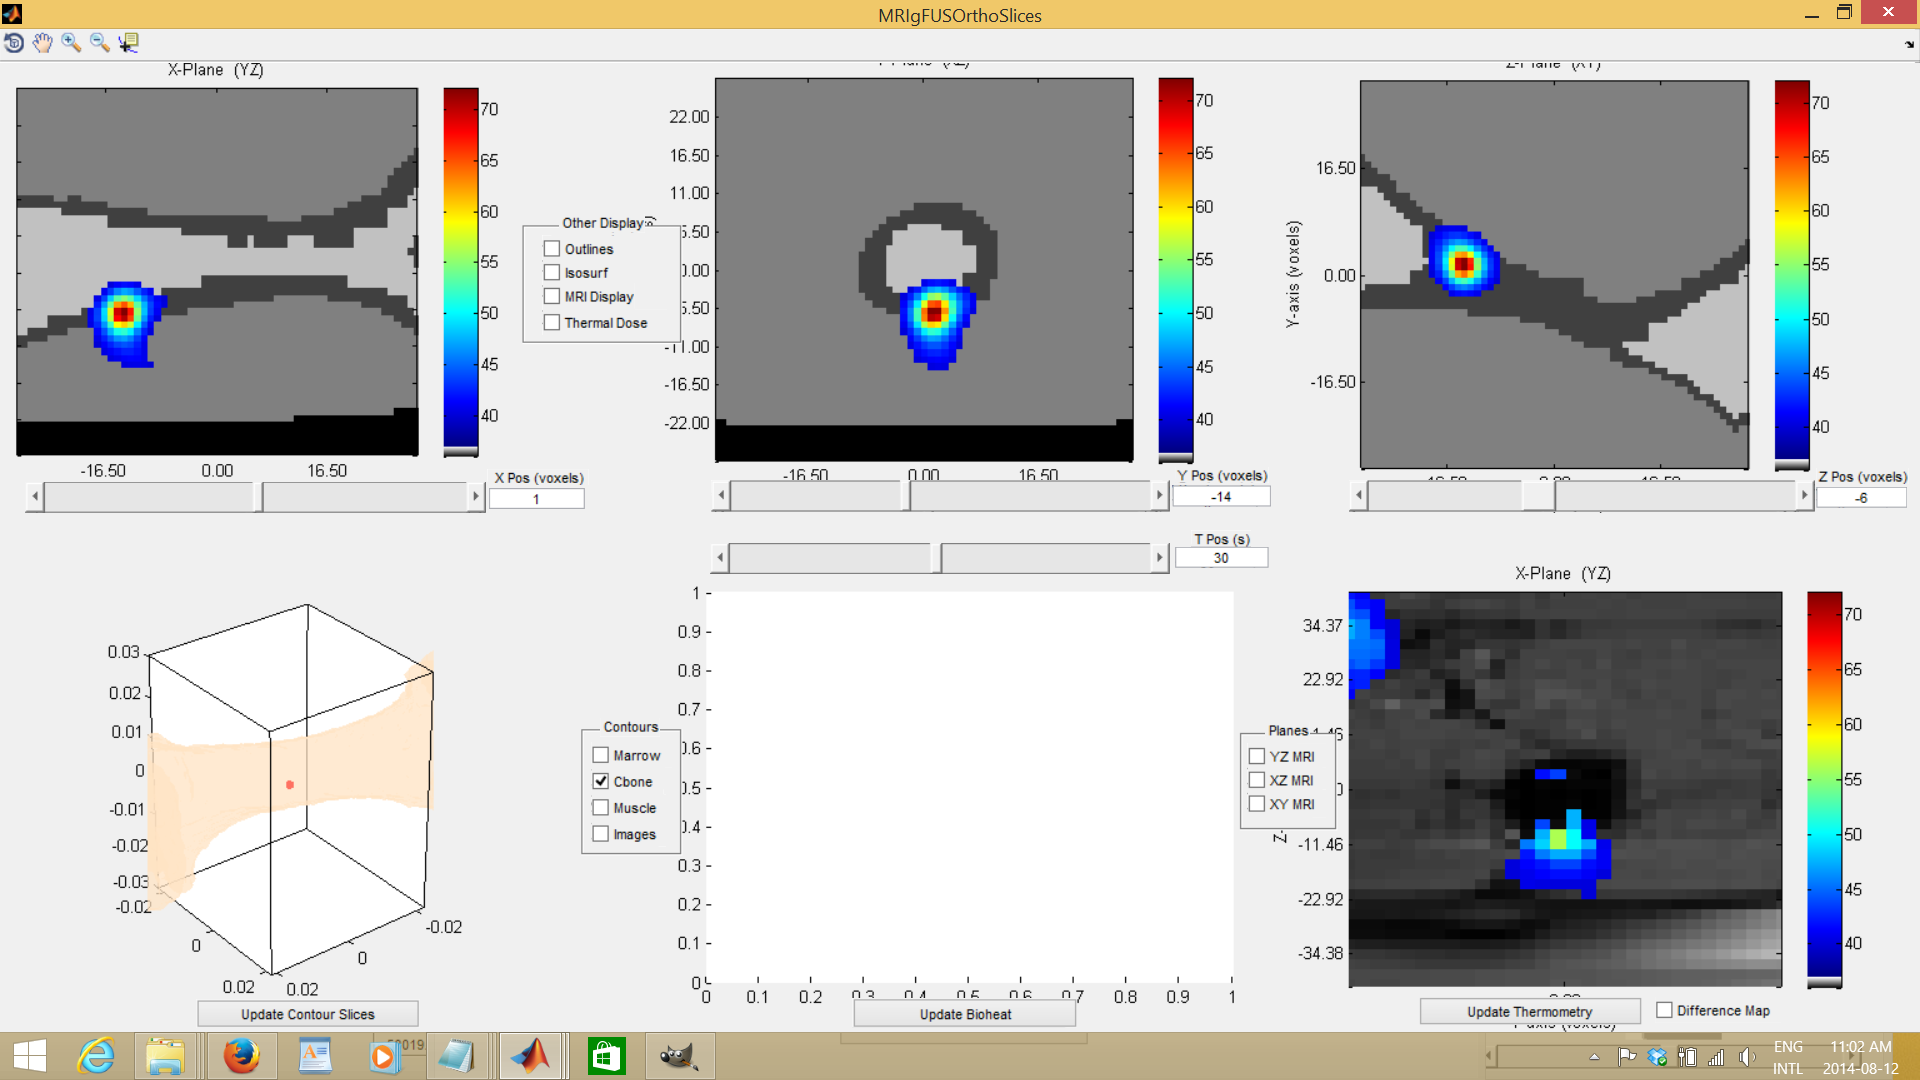 MRIgFUSOrthoSlices
X-Plane (YZ)
70
65
60
55
50
45
40
-16.50 0.00 16.50
X Pos (voxels)
1
Other Display
Outlines
Isosurf
MRI Display
Thermal Dose
22.00
16.50
11.00
5.50
0.00
-5.50
-11.00
-16.50
-22.00
-16.50 0.00 16.50
70
65
60
55
50
45
40
Y Pos (voxels)
-14
T Pos (s)
30
Z-Plane (XY)
Y-axis (voxels)
16.50
0.00
-16.50
70
65
60
55
50
45
40
Z Pos (voxels)
-6
0.03
0.02
0.01
0
-0.01
-0.02
-0.03
-0.02
0
0.02
0.02
0
-0.02
Update Contour Slices
Contours
Marrow
Cbone
Muscle
Images
1
0.9
0.8
0.7
0.6
0.5
0.4
0.3
0.2
0.1
0
0 0.1 0.2 0.3 0.4 0.5 0.6 0.7 0.8 0.9 1
Update Bioheat
Planes
YZ MRI
XZ MRI
XY MRI
X-Plane (YZ)
34.37
22.92
-11.46
-22.92
-34.38
70
65
60
55
50
45
40
Update Thermometry
Difference Map
Y-axis (voxels)
ENG
INTL
11:02 AM
2014-08-12